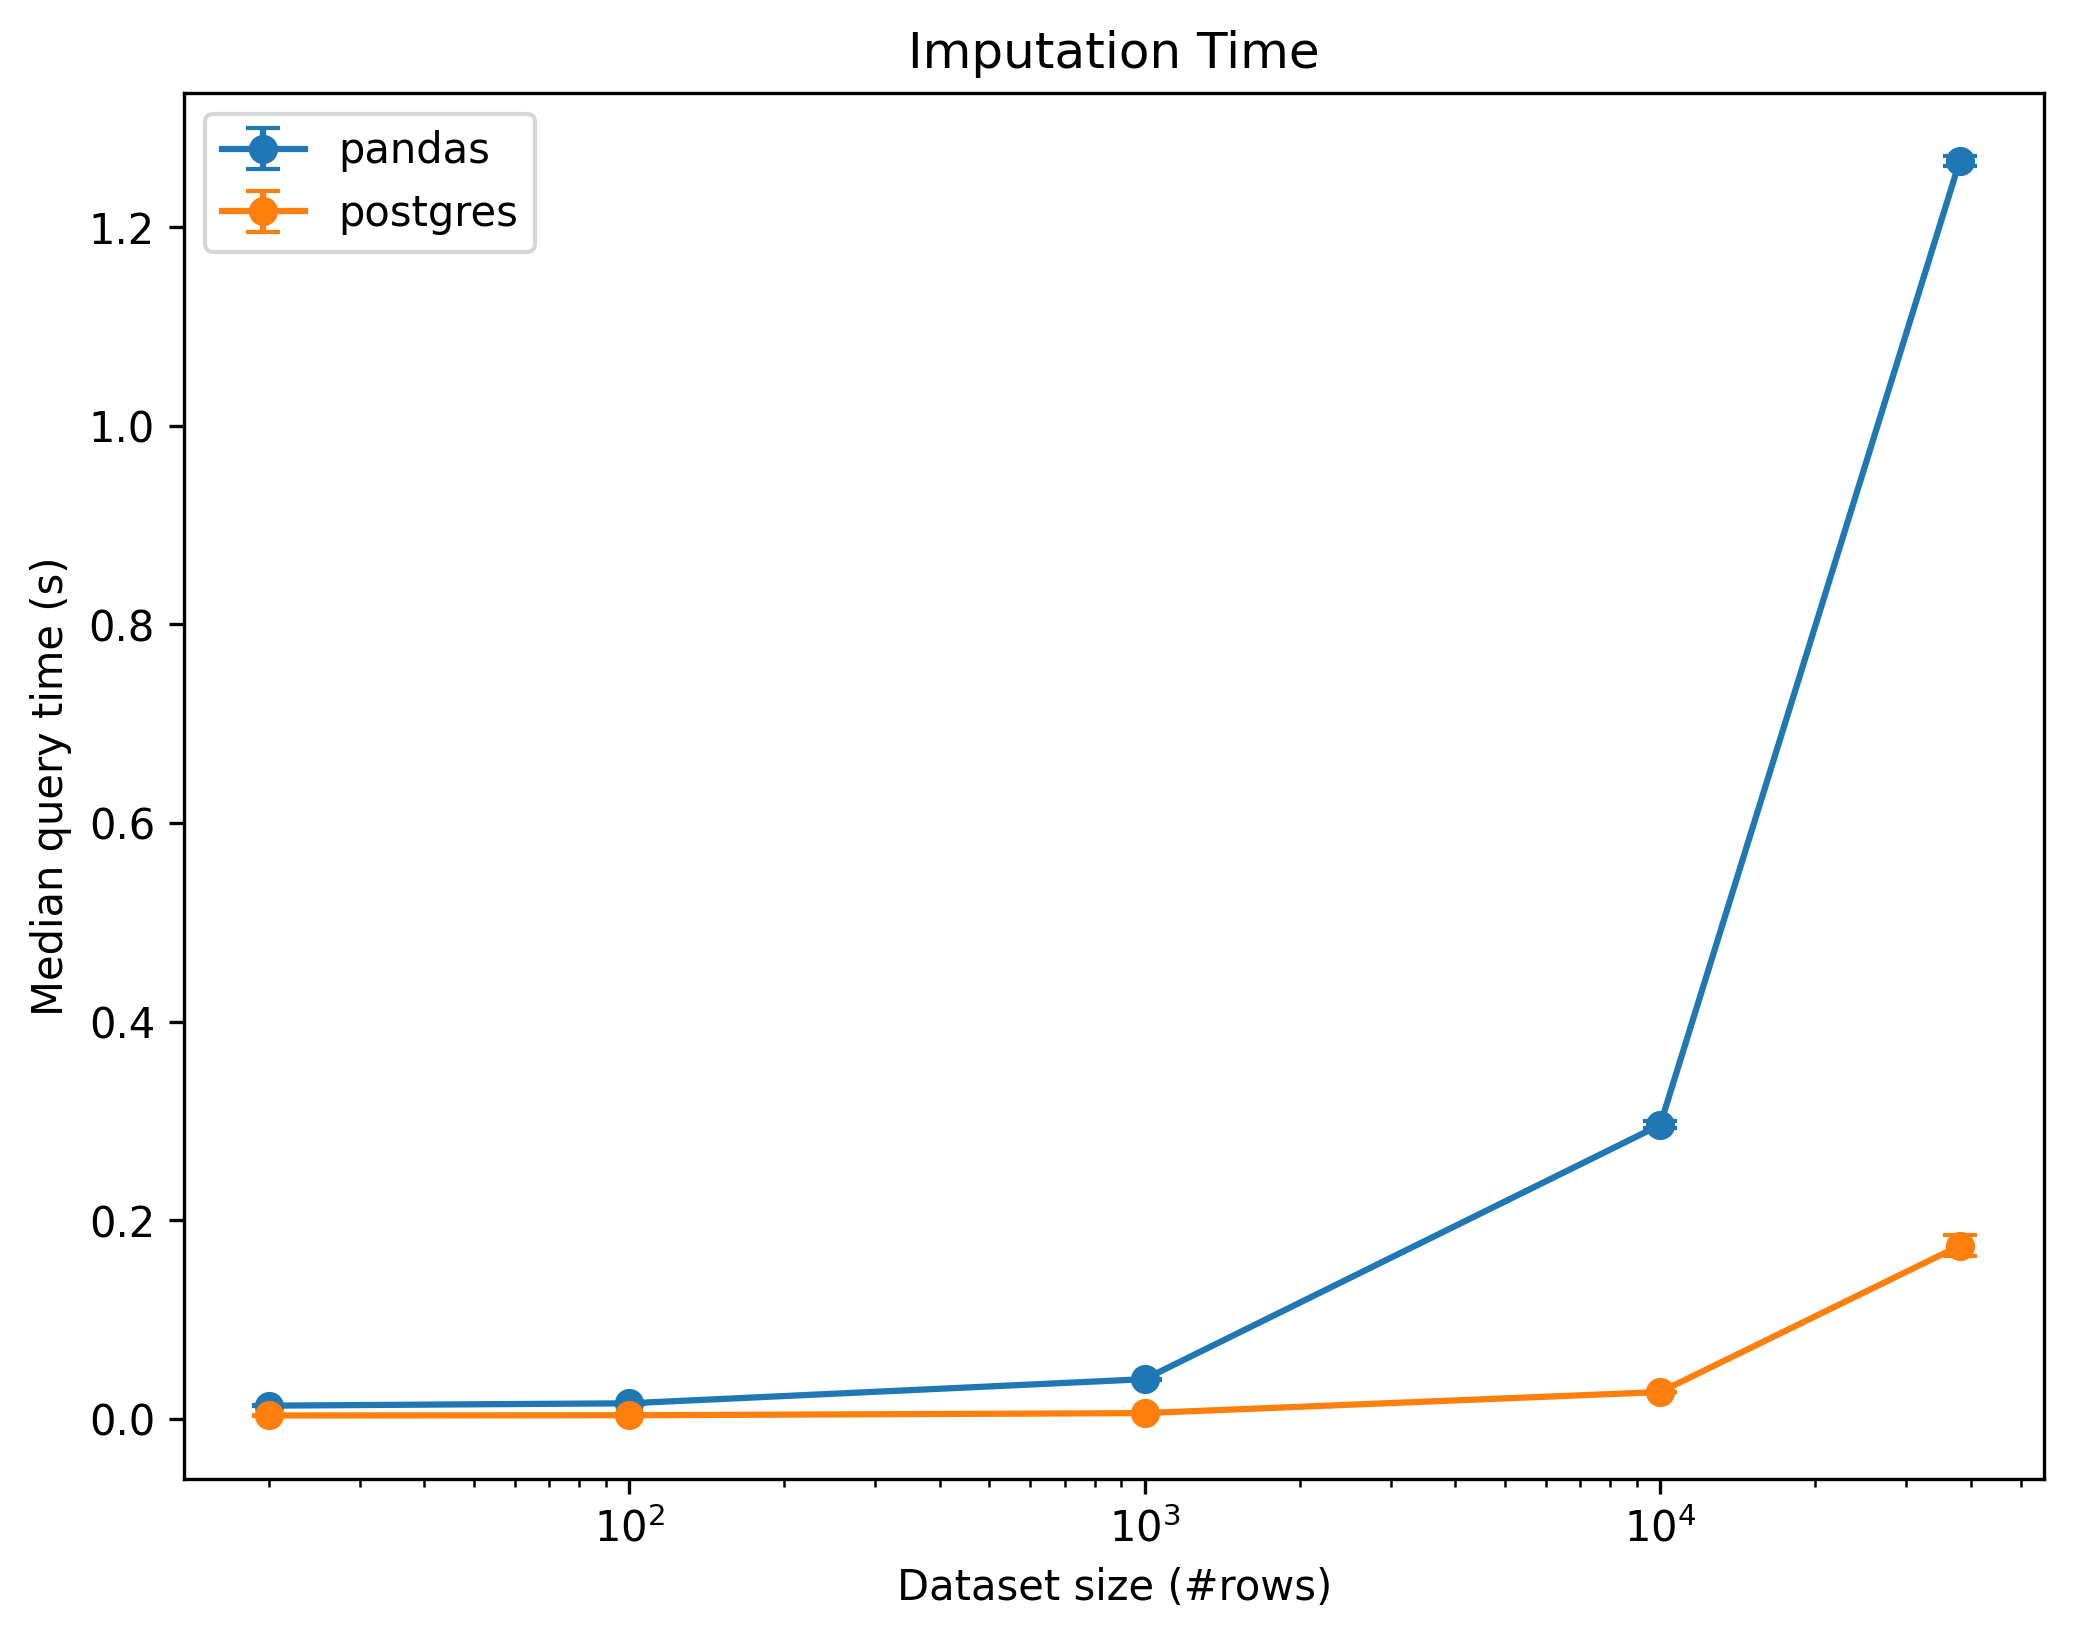 Imputation Time
pandas
postgres
1.2
1.0
0.8
0.6
0.4
0.2
0.0
Median query time (s)
10²
10³
10⁴
Dataset size (#rows)